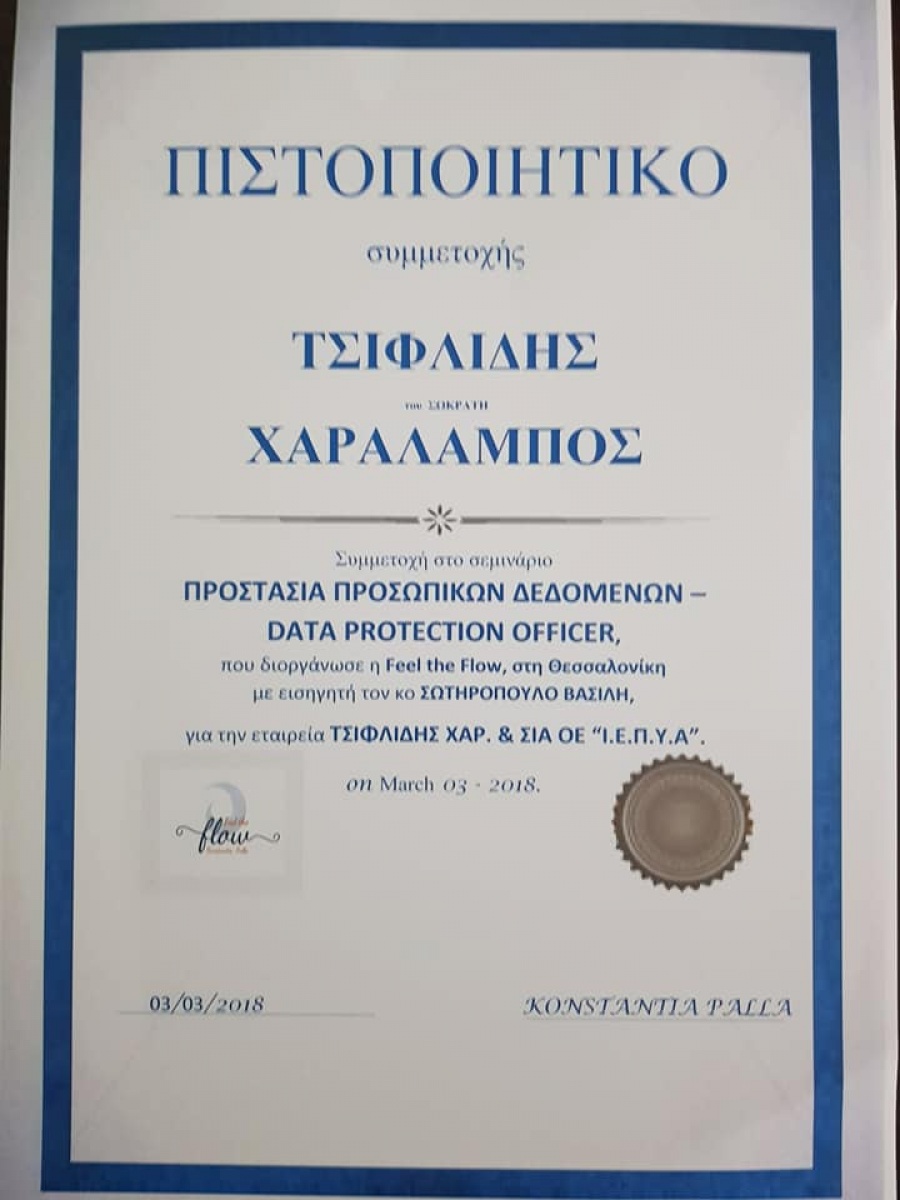 ΠΙΣΤΟΠΟΙΗΤΙΚΟ
συμμετοχής
ΤΣΙΦΛΙΔΗΣ
του ΣΩΚΡΑΤΗ
ΧΑΡΑΛΑΜΠΟΣ
Συμμετοχή στο σεμινάριο
ΠΡΟΣΤΑΣΙΑ ΠΡΟΣΩΠΙΚΩΝ ΔΕΔΟΜΕΝΩΝ –
DATA PROTECTION OFFICER,
που διοργάνωσε η Feel the Flow, στη Θεσσαλονίκη
με εισηγητή τον κο ΣΩΤΗΡΟΠΟΥΛΟ ΒΑΣΙΛΗ,
για την εταιρεία ΤΣΙΦΛΙΔΗΣ ΧΑΡ. & ΣΙΑ ΟΕ “Ι.Ε.Π.Υ.Α”.
on March 03 - 2018.
flow
03/03/2018
KONSTANTIA PALLA